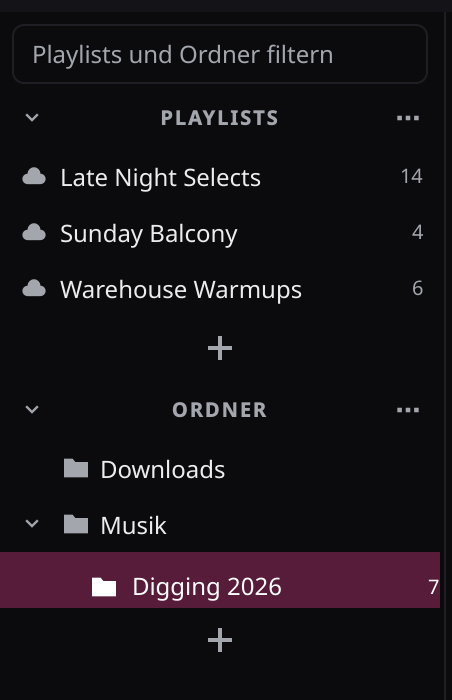 Playlists und Ordner filtern
PLAYLISTS
Late Night Selects 14
Sunday Balcony 4
Warehouse Warmups 6
ORDNER
Downloads
Musik
Digging 2026 7